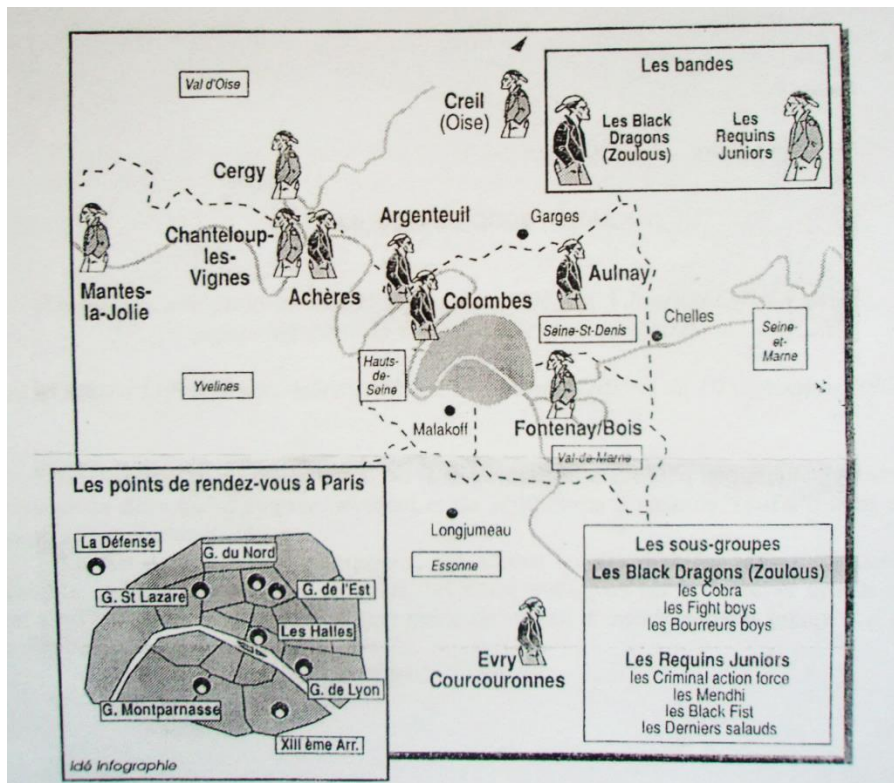 Val d'Oise
Creil
(Oise)
Les bandes
Les Black
Dragons
(Zoulous)
Les
Requins
Juniors
Cergy
Argenteuil
Garges
Chanteloup-
les-
Vignes
Mantes-
la-Jolie
Achères
Colombes
Aulnay
Seine-St-Denis
Chelles
Seine-
et-
Marne
Hauts-
de-
Seine
Yvelines
Malakoff
Fontenay/Bois
Val-de-Marne
Les points de rendez-vous à Paris
La Défense
G. du Nord
G. St Lazare
G. de l'Est
Les Halles
G. de Lyon
G. Montparnasse
XIII ème Arr.
Idé Infographie
Longjumeau
Essonne
Evry
Courcouronnes
Les sous-groupes
Les Black Dragons (Zoulous)
les Cobra
les Fight boys
les Bourreurs boys
Les Requins Juniors
les Criminal action force
les Mendhi
les Black Fist
les Derniers salauds